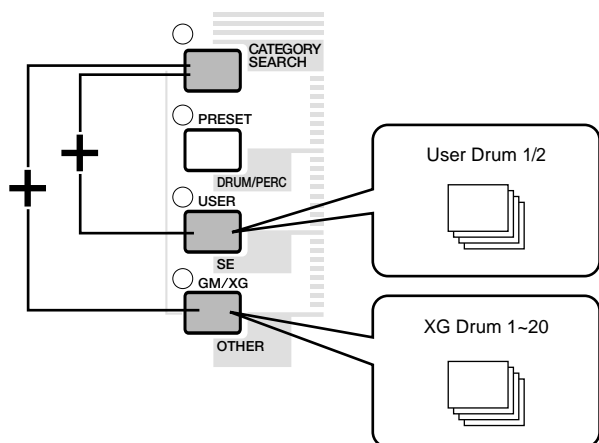 CATEGORY
SEARCH
PRESET
DRUM/PERC
USER
SE
GM/XG
OTHER
User Drum 1/2
XG Drum 1~20